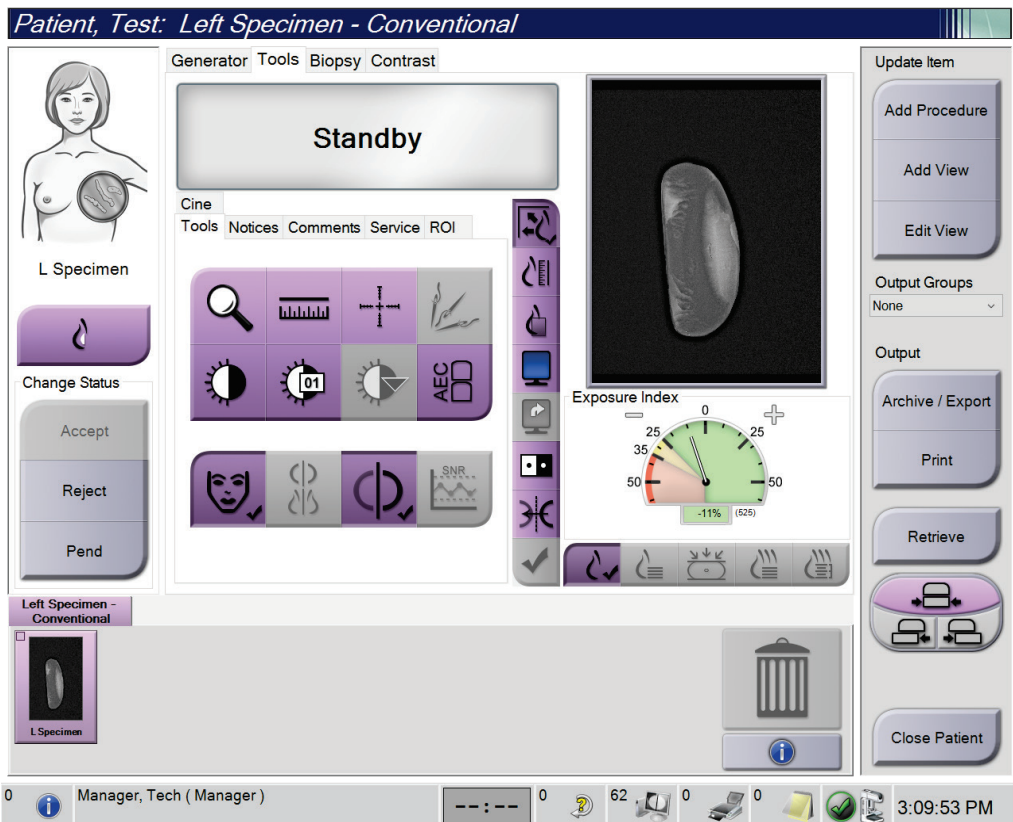 Patient, Test: Left Specimen - Conventional
Generator Tools Biopsy Contrast
Standby
Cine
Tools Notices Comments Service ROI
01
AEC
SNR
L Specimen
Change Status
Accept
Reject
Pend
Exposure Index
0
25 25
35
50 50
-11% (525)
Update Item
Add Procedure
Add View
Edit View
Output Groups
None
Output
Archive / Export
Print
Retrieve
Close Patient
Left Specimen -
Conventional
L Specimen
0 Manager, Tech ( Manager ) --:-- 0 62 0 0 3:09:53 PM